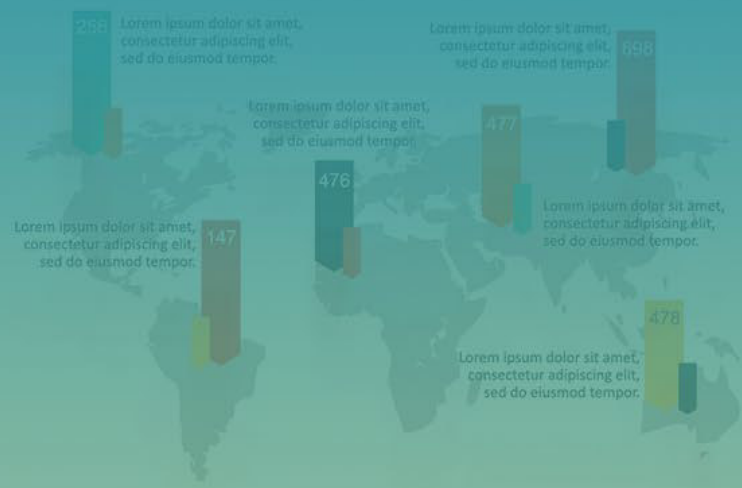 256
Lorem ipsum dolor sit amet,
consectetur adipiscing elit,
sed do eiusmod tempor.
Lorem ipsum dolor sit amet,
consectetur adipiscing elit,
sed do eiusmod tempor.
698
Lorem ipsum dolor sit amet,
consectetur adipiscing elit,
sed do eiusmod tempor.
477
476
Lorem ipsum dolor sit amet,
consectetur adipiscing elit,
sed do eiusmod tempor.
Lorem ipsum dolor sit amet,
consectetur adipiscing elit,
sed do eiusmod tempor.
147
478
Lorem ipsum dolor sit amet,
consectetur adipiscing elit,
sed do eiusmod tempor.